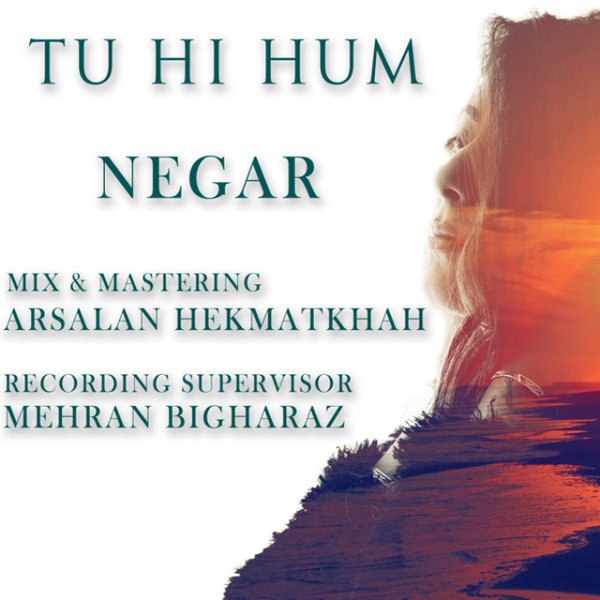 TU HI HUM
NEGAR
MIX & MASTERING
ARSALAN HEKMATKHAH
RECORDING SUPERVISOR
MEHRAN BIGHARAZ